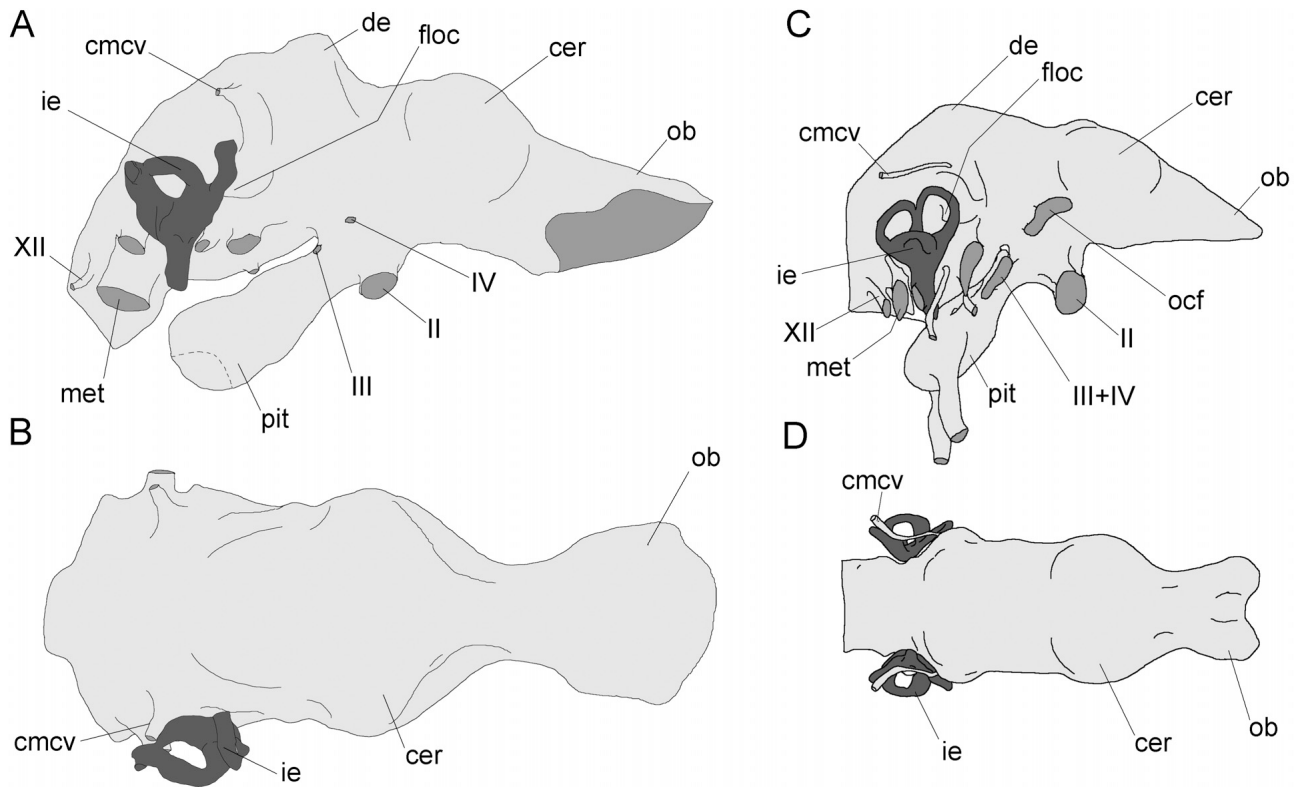 A
de
floc
cmcv
cer
ie
ob
XII
IV
II
met
III
pit
B
ob
cmcv
cer
ie
C
de
floc
cer
cmcv
ob
ie
ocf
XII
II
met
pit
III+IV
D
cmcv
ie
cer
ob